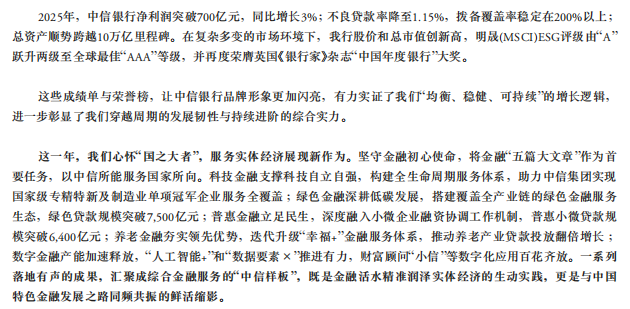 2025年，中信银行净利润突破700亿元，同比增长3%；不良贷款率降至1.15%，拨备覆盖率稳定在200%以上；
总资产顺势跨越10万亿里程碑。在复杂多变的市场环境下，我行股价和总市值创新高，明晟(MSCI)ESG评级由“A”
跃升两级至全球最佳“AAA”等级，并再度荣膺英国《银行家》杂志“中国年度银行”大奖。
这些成绩单与荣誉榜，让中信银行品牌形象更加闪亮，有力实证了我们“均衡、稳健、可持续”的增长逻辑，
进一步彰显了我们穿越周期的发展韧性与持续进阶的综合实力。
这一年，我们心怀“国之大者”，服务实体经济展现新作为。坚守金融初心使命，将金融“五篇大文章”作为首
要任务，以中信所能服务国家所向。科技金融支撑科技自立自强，构建全生命周期服务体系，助力中信集团实现
国家级专精特新及制造业单项冠军企业服务全覆盖；绿色金融深耕低碳发展，搭建覆盖全产业链的绿色金融服务
生态，绿色贷款规模突破7,500亿元；普惠金融立足民生，深度融入小微企业融资协调工作机制，普惠小微贷款规
模突破6,400亿元；养老金融夯实领先优势，迭代升级“幸福+”金融服务体系，推动养老产业贷款投放翻倍增长；
数字金融产能加速释放，“人工智能+”和“数据要素×”推进有力，财富顾问“小信”等数字化应用百花齐放。一系列
落地有声的成果，汇聚成综合金融服务的“中信样板”，既是金融活水精准润泽实体经济的生动实践，更是与中国
特色金融发展之路同频共振的鲜活缩影。